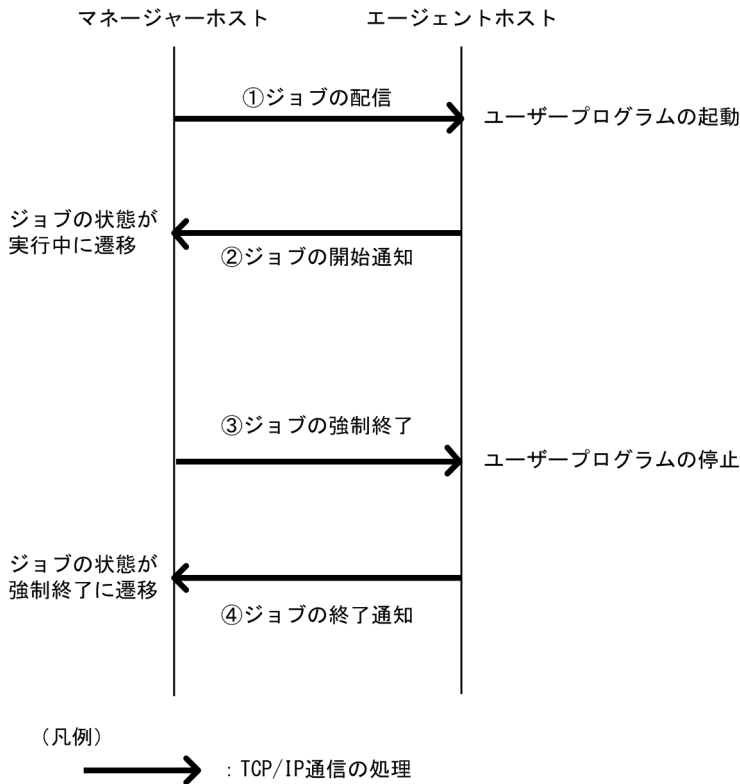 マネージャーホスト
エージェントホスト
①ジョブの配信
ユーザープログラムの起動
ジョブの状態が
実行中に遷移
②ジョブの開始通知
③ジョブの強制終了
ユーザープログラムの停止
ジョブの状態が
強制終了に遷移
④ジョブの終了通知
(凡例)
:TCP/IP通信の処理